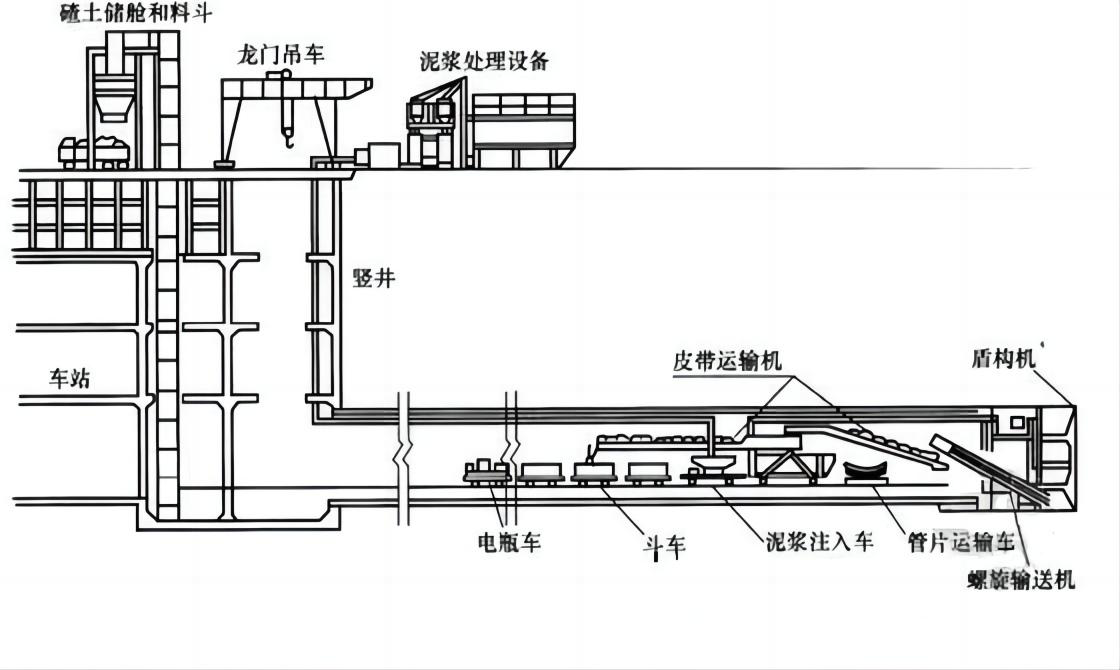 碴土储舱和料斗
龙门吊车
泥浆处理设备
竖井
车站
皮带运输机
盾构机
电瓶车
斗车
泥浆注入车
管片运输车
螺旋输送机